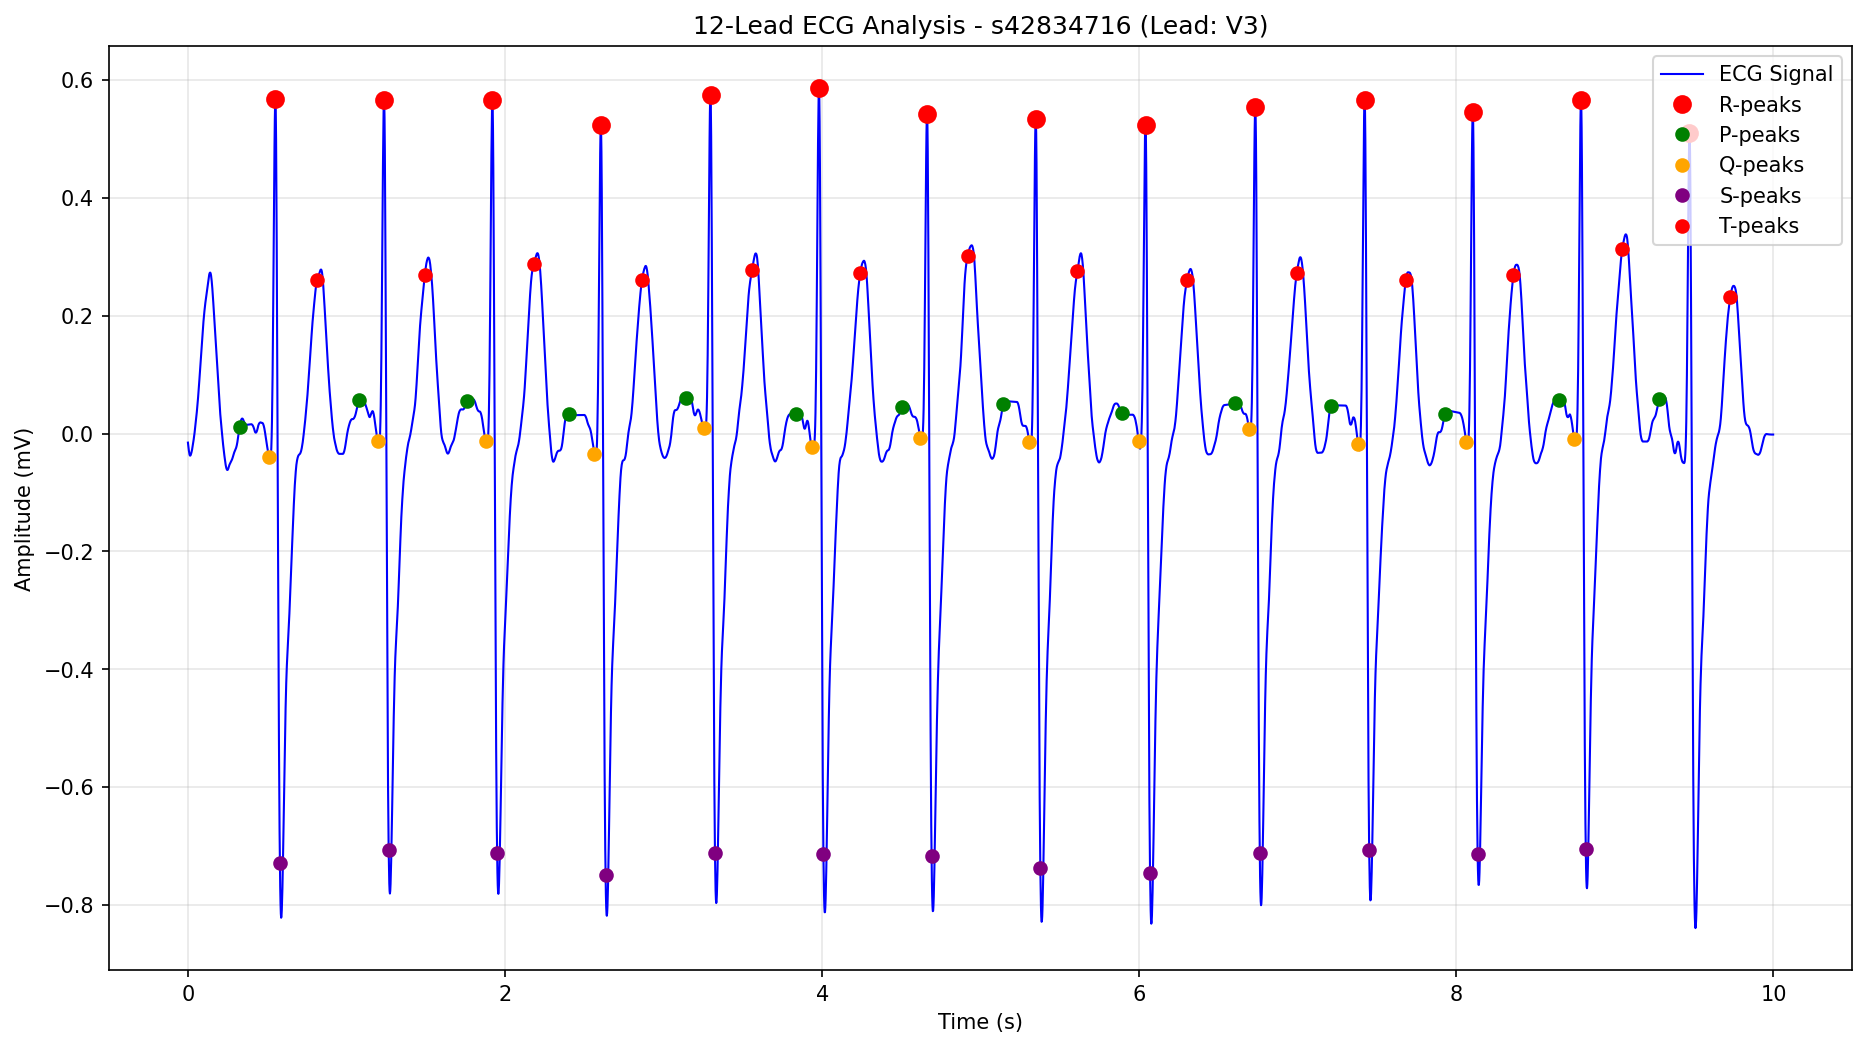 12-Lead ECG Analysis - s42834716 (Lead: V3)
ECG Signal
R-peaks
P-peaks
Q-peaks
S-peaks
T-peaks
Amplitude (mV)
0.6
0.4
0.2
0.0
−0.2
−0.4
−0.6
−0.8
0 2 4 6 8 10
Time (s)